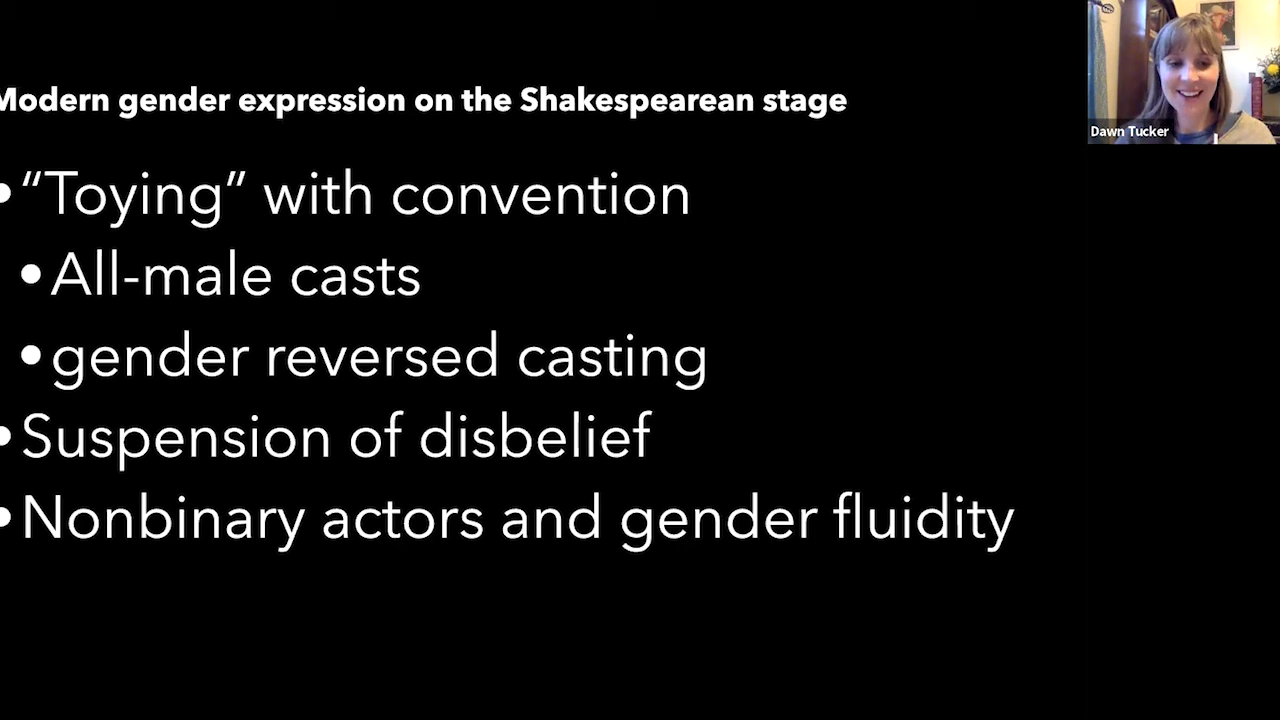 Modern gender expression on the Shakespearean stage
• “Toying” with convention
• All-male casts
• gender reversed casting
• Suspension of disbelief
• Nonbinary actors and gender fluidity
Dawn Tucker